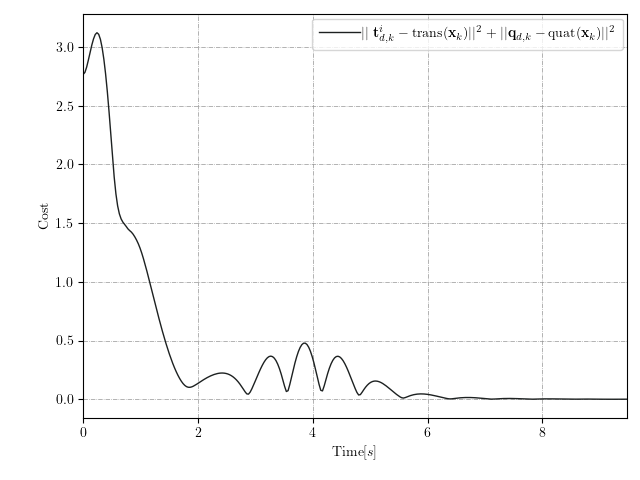 || t^i_{d,k} − trans(x_k)||² + ||q_{d,k} − quat(x_k)||²
3.0
2.5
2.0
1.5
1.0
0.5
0.0
Cost
0 2 4 6 8
Time[s]